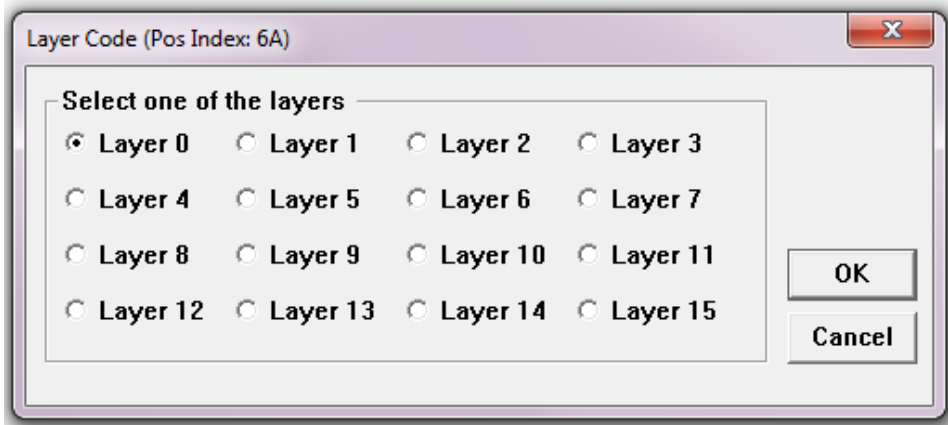 Layer Code (Pos Index: 6A)
Select one of the layers
Layer 0 Layer 1 Layer 2 Layer 3
Layer 4 Layer 5 Layer 6 Layer 7
Layer 8 Layer 9 Layer 10 Layer 11
Layer 12 Layer 13 Layer 14 Layer 15
OK
Cancel